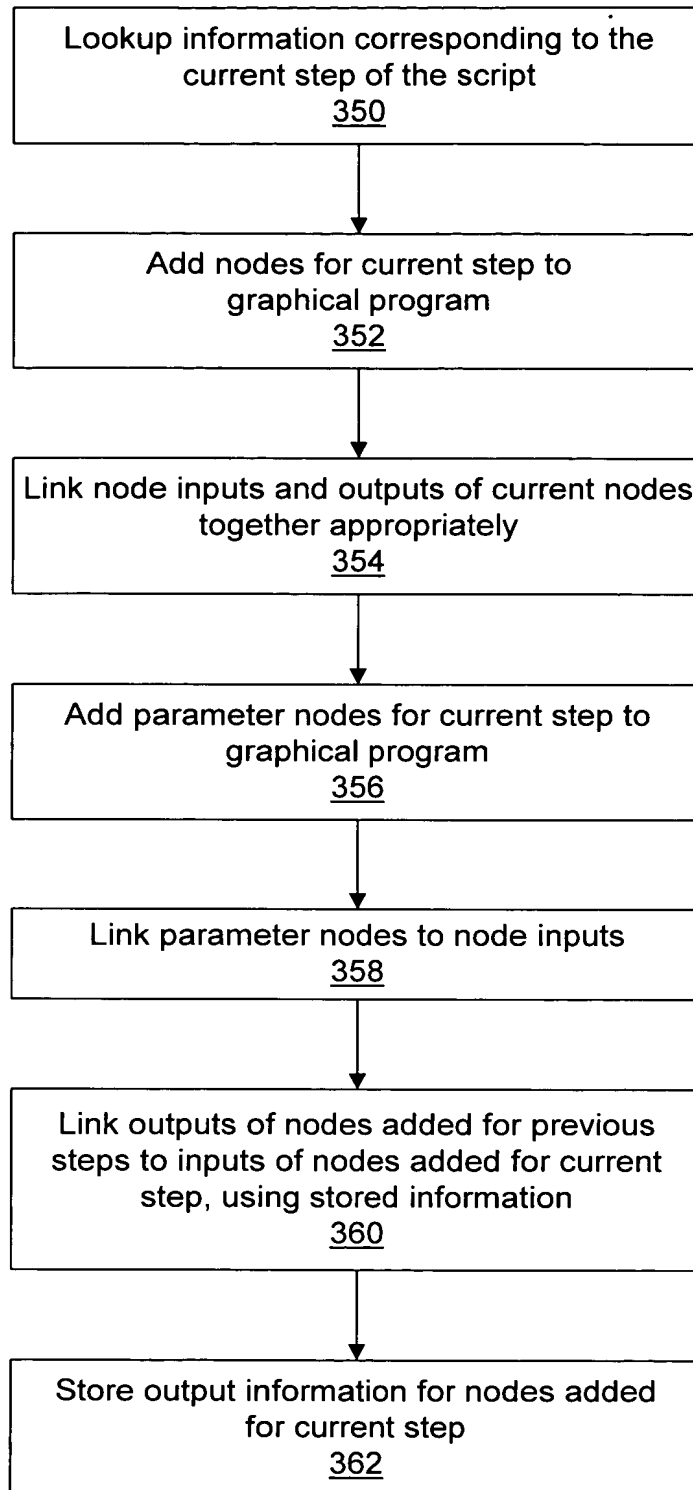 Lookup information corresponding to the
current step of the script
350
Add nodes for current step to
graphical program
352
Link node inputs and outputs of current nodes
together appropriately
354
Add parameter nodes for current step to
graphical program
356
Link parameter nodes to node inputs
358
Link outputs of nodes added for previous
steps to inputs of nodes added for current
step, using stored information
360
Store output information for nodes added
for current step
362